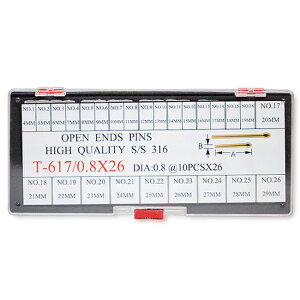 NO.1 NO.2 NO.3 NO.4 NO.5 NO.6 NO.7 NO.8 NO.9 NO.10 NO.11 NO.12 NO.13 NO.14 NO.15 NO.16 NO.17
4MM 5MM 6MM 7MM 8MM 9MM 10MM 11MM 12MM 13MM 14MM 15MM 16MM 17MM 18MM 19MM 20MM
OPEN ENDS PINS
HIGH QUALITY S/S 316
B
A
T-617/0.8X26 DIA:0.8 @10PCSX26
NO.18 NO.19 NO.20 NO.21 NO.22 NO.23 NO.24 NO.25 NO.26
21MM 22MM 23MM 24MM 25MM 26MM 27MM 28MM 29MM